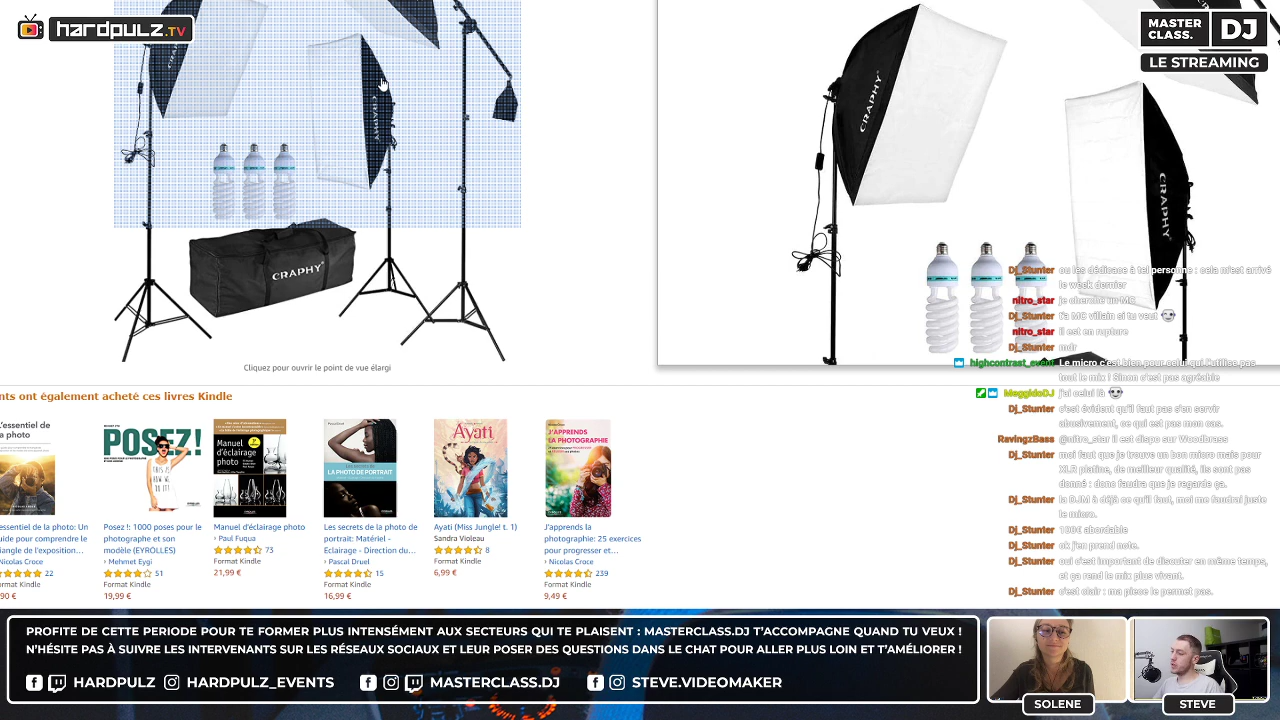 hardpulz.TV
MASTER
CLASS.
DJ
LE STREAMING
CRAPHY
CRAPHY
CRAPHY
CRAPHY
CRAPHY
Cliquez pour ouvrir le point de vue élargi
nts ont également acheté ces livres Kindle
L'essentiel de
la photo
POSEZ!
Manuel
d'éclairage
photo
LA PHOTO DE PORTRAIT
Ayati
J'APPRENDS
LA PHOTOGRAPHIE
essentiel de la photo: Un
uide pour comprendre le
iangle de l'exposition…
Nicolas Croce
22
ormat Kindle
90 €
Posez !: 1000 poses pour le
photographe et son
modèle (EYROLLES)
› Mehmet Eygi
51
Format Kindle
19,99 €
Manuel d'éclairage photo
› Paul Fuqua
73
Format Kindle
21,99 €
Les secrets de la photo de
portrait: Matériel -
Eclairage - Direction du…
› Pascal Druel
15
Format Kindle
16,99 €
Ayati (Miss Jungle! t. 1)
Sandra Violeau
8
Format Kindle
6,99 €
J'apprends la
photographie: 25 exercices
pour progresser et…
› Nicolas Croce
239
Format Kindle
9,49 €
Dj_Stunter ou les dédicace à tel personne : cela m'est arrivé
le week dernier
nitro_star je cherche un MC
Dj_Stunter t'a MC villain si tu veut
nitro_star il est en rupture
Dj_Stunter mdr
highcontrast_event Le micro c'est bien pour celui qui l'utilise pas
tout le mix ! Sinon c'est pas agréable
MeggidoDJ j'ai celui là
Dj_Stunter c'est évident qu'il faut pas s'en servir
abusivement, ce qui est pas mon cas.
RavingzBass @nitro_star il est dispo sur Woodbrass
Dj_Stunter moi faut que je trouve un bon micro mais pour
XLR platine, de meilleur qualité, ils sont pas
donné : donc faudra que je regarde ça.
Dj_Stunter la DJM à déjà ce qu'il faut, moi me faudrai juste
le micro.
Dj_Stunter 100€ abordable
Dj_Stunter ok j'en prend note.
Dj_Stunter oui c'est important de discuter en même temps,
et ça rend le mix plus vivant.
Dj_Stunter c'est clair : ma piece le permet pas.
PROFITE DE CETTE PERIODE POUR TE FORMER PLUS INTENSÉMENT AUX SECTEURS QUI TE PLAISENT : MASTERCLASS.DJ T'ACCOMPAGNE QUAND TU VEUX !
N'HÉSITE PAS À SUIVRE LES INTERVENANTS SUR LES RÉSEAUX SOCIAUX ET LEUR POSER DES QUESTIONS DANS LE CHAT POUR ALLER PLUS LOIN ET T'AMÉLIORER !
HARDPULZ HARDPULZ_EVENTS MASTERCLASS.DJ STEVE.VIDEOMAKER
SOLENE
STEVE